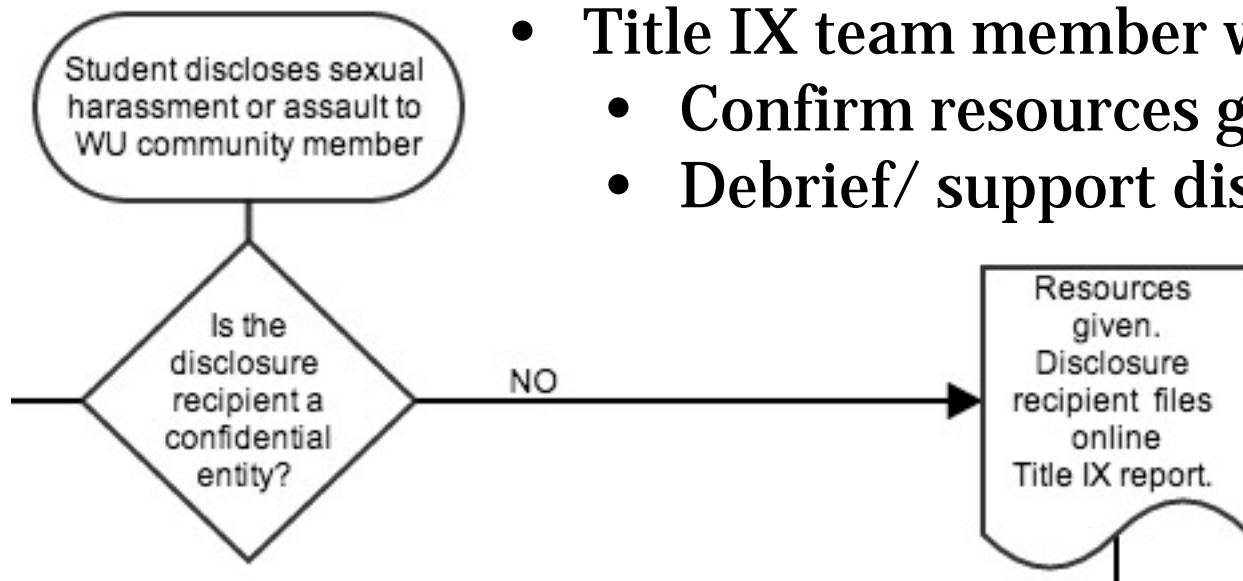 Student discloses sexual
harassment or assault to
WU community member
• Title IX team member
• Confirm resources
• Debrief/ support
Is the
disclosure
recipient a
confidential
entity?
NO
Resources
given.
Disclosure
recipient files
online
Title IX report.